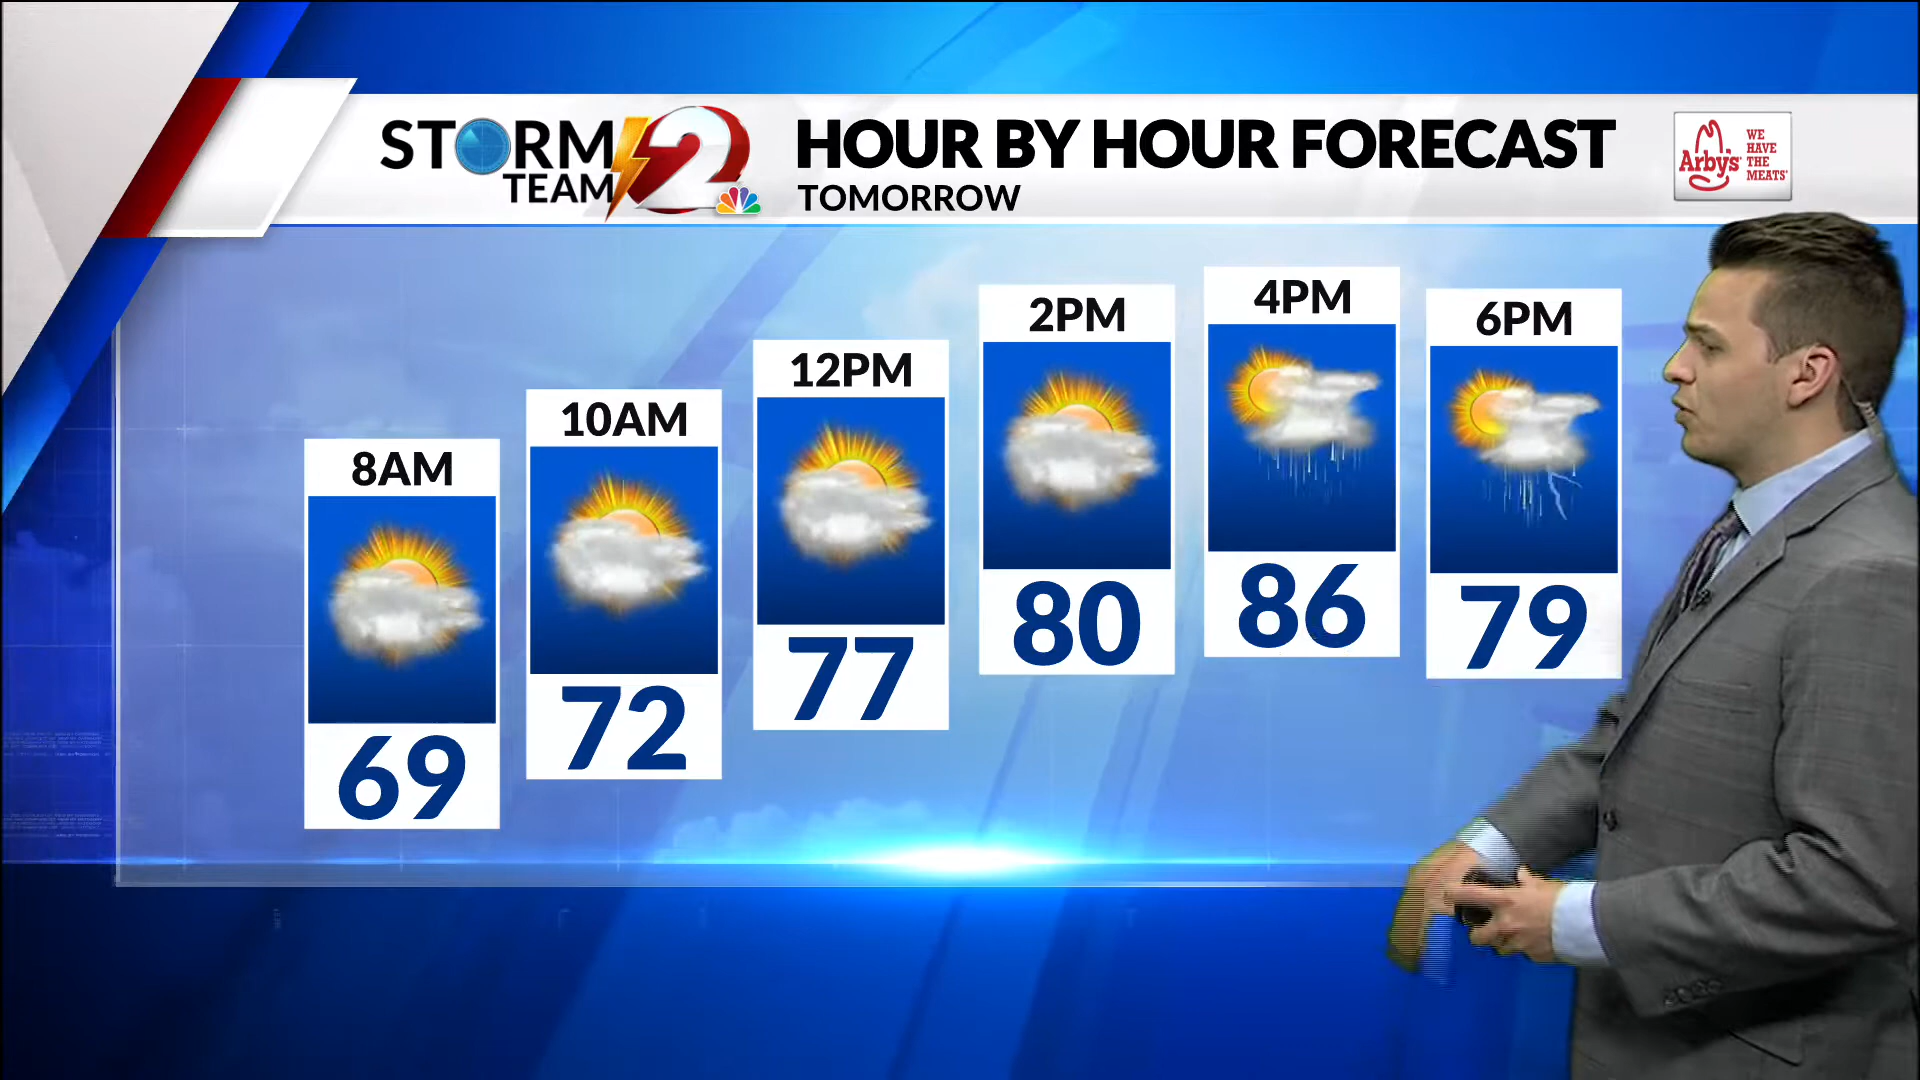 STORM
TEAM
2
HOUR BY HOUR FORECAST
TOMORROW
Arby's
WE
HAVE
THE
MEATS
8AM
69
10AM
72
12PM
77
2PM
80
4PM
86
6PM
79